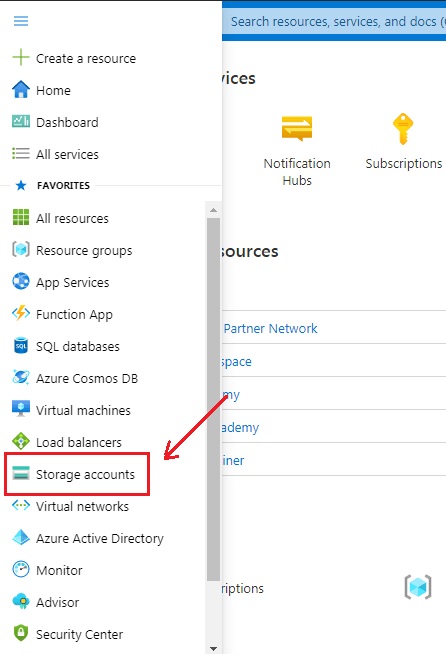 Search resources, services, and docs (
Create a resource
Home
Dashboard
All services
FAVORITES
All resources
Resource groups
App Services
Function App
SQL databases
Azure Cosmos DB
Virtual machines
Load balancers
Storage accounts
Virtual networks
Azure Active Directory
Monitor
Advisor
Security Center
vices
Notification
Hubs
Subscriptions
sources
Partner Network
space
my
ademy
iner
riptions